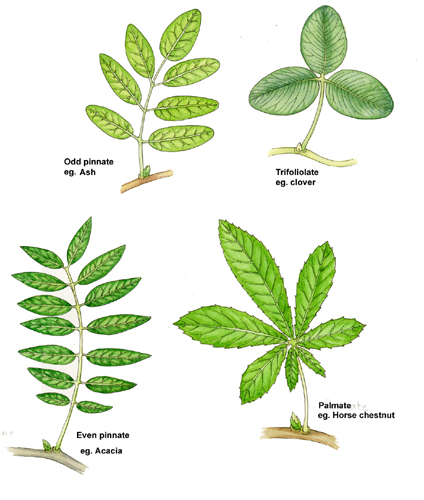 Odd pinnate
eg. Ash
Trifoliolate
eg. clover
Even pinnate
eg. Acacia
Palmate
eg. Horse chestnut